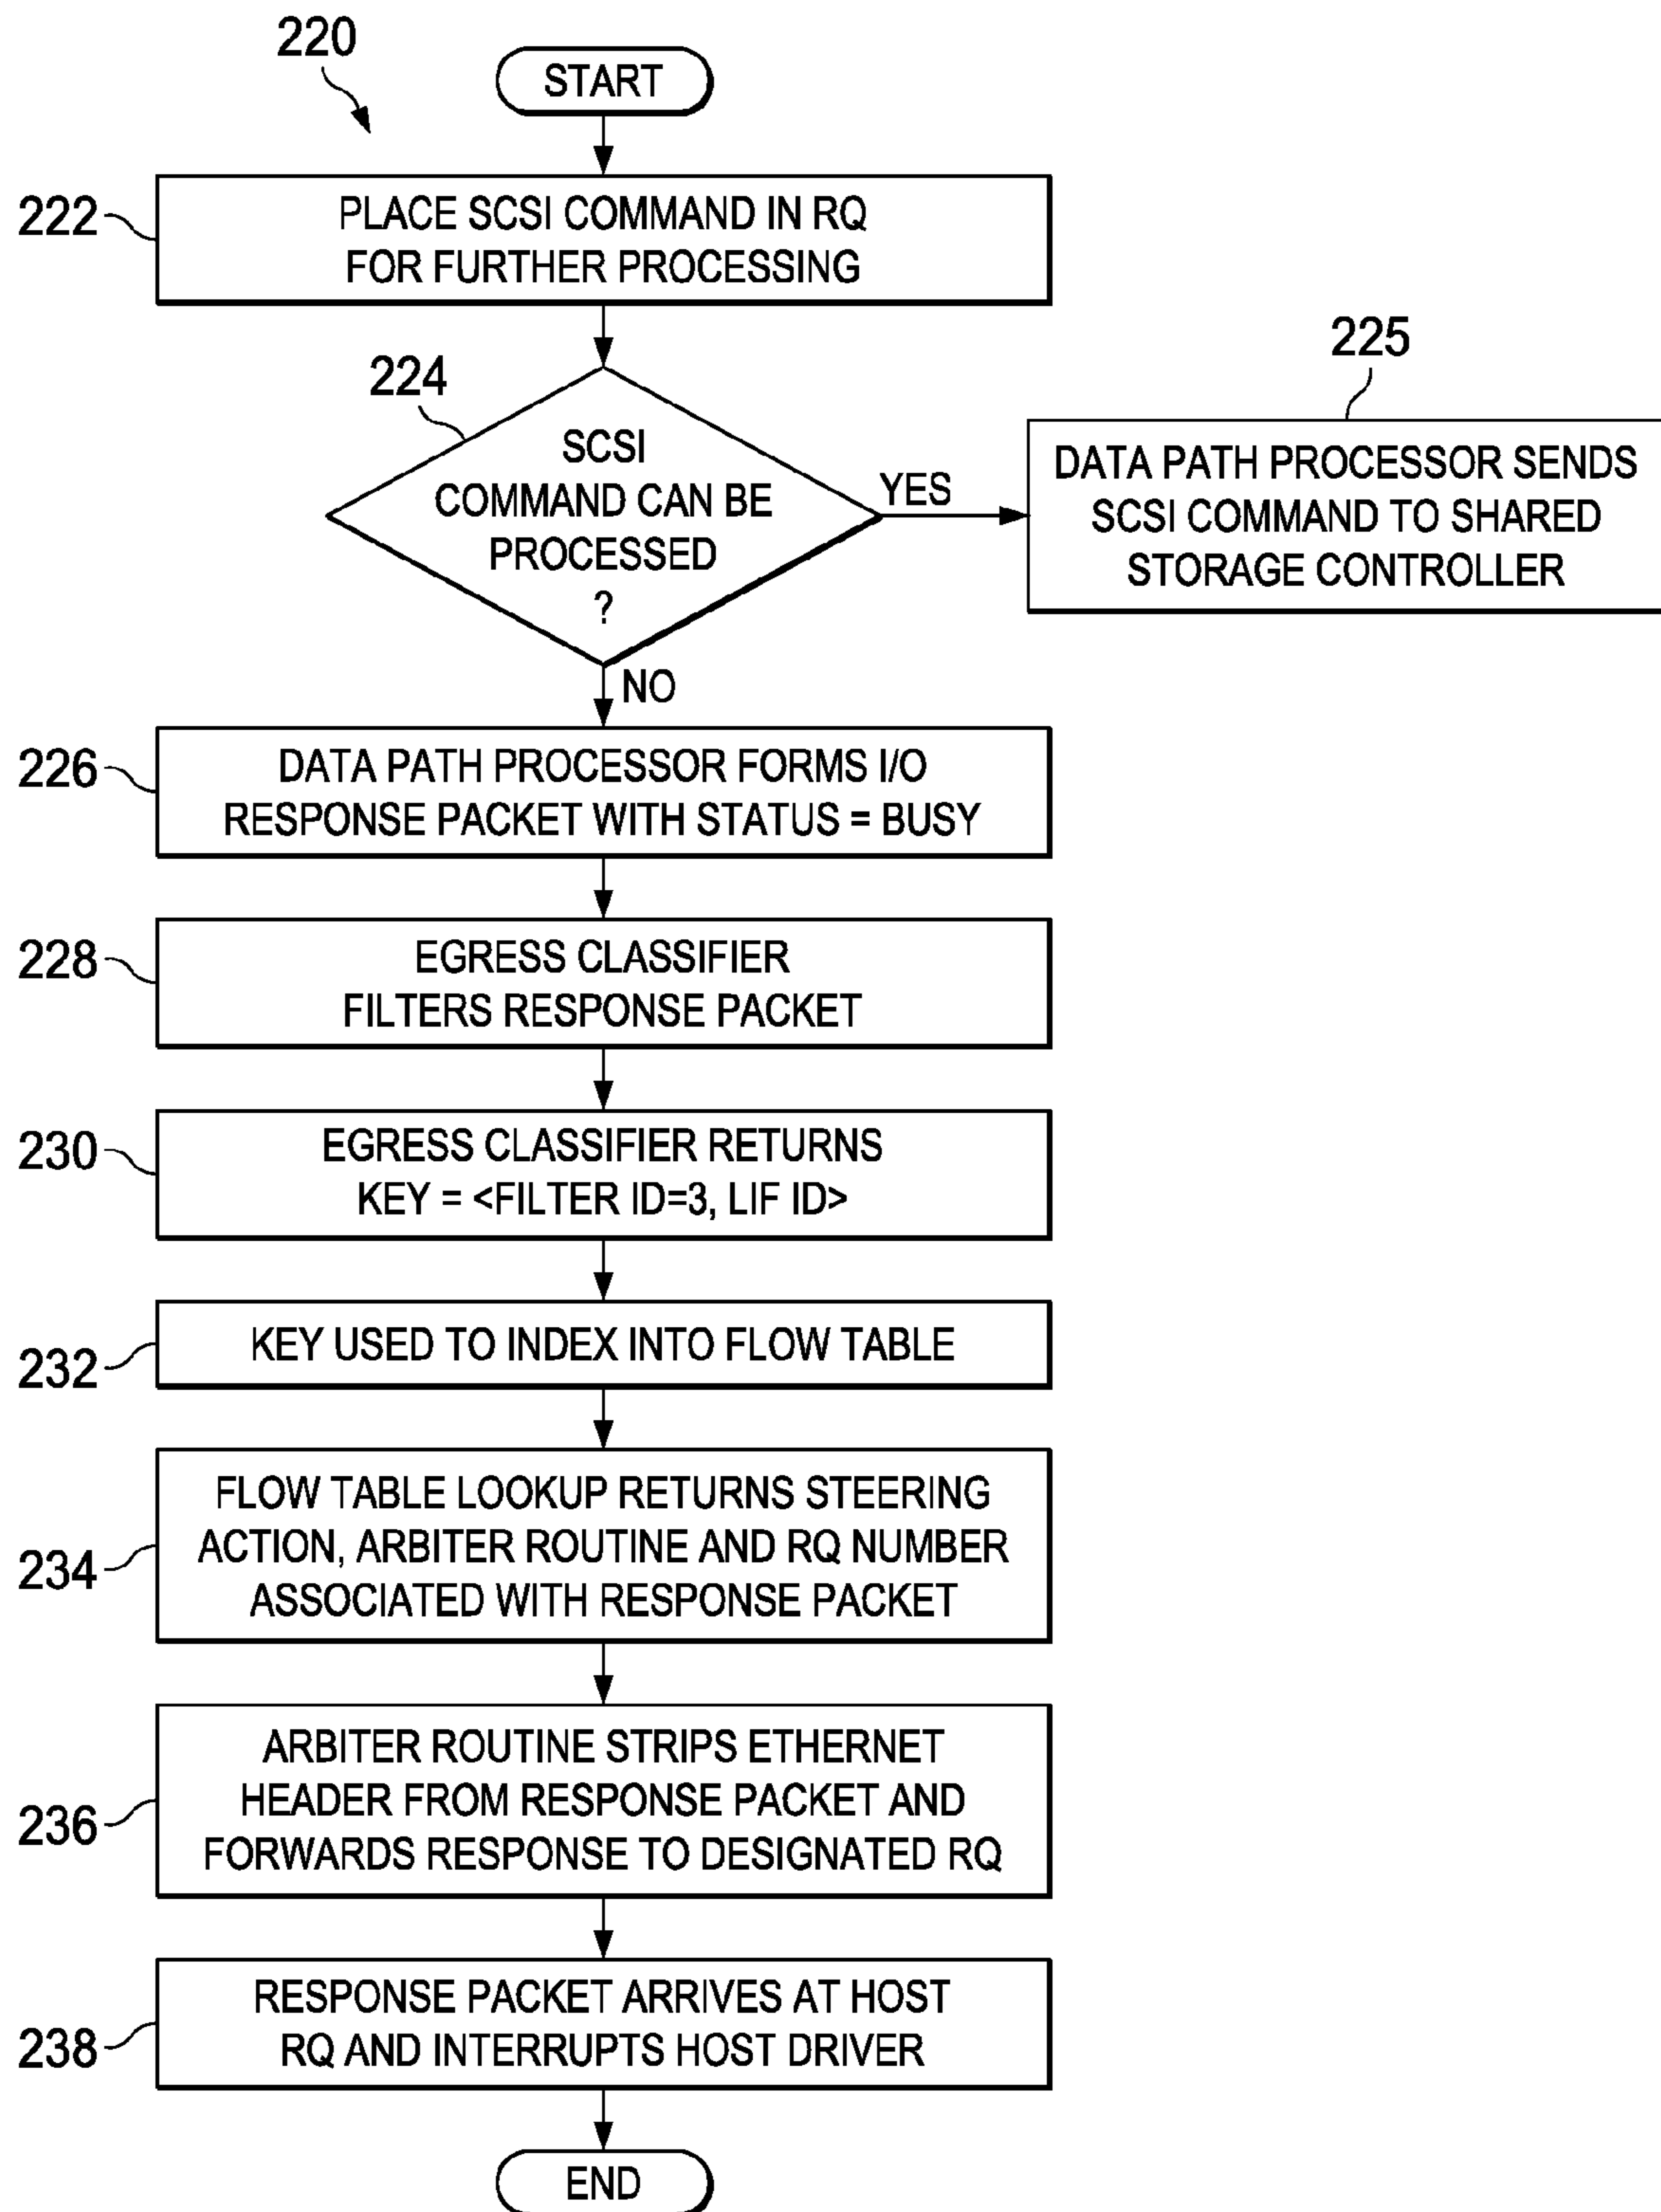 220
START
222
PLACE SCSI COMMAND IN RQ
FOR FURTHER PROCESSING
224
SCSI
COMMAND CAN BE
PROCESSED
?
YES
225
DATA PATH PROCESSOR SENDS
SCSI COMMAND TO SHARED
STORAGE CONTROLLER
NO
226
DATA PATH PROCESSOR FORMS I/O
RESPONSE PACKET WITH STATUS = BUSY
228
EGRESS CLASSIFIER
FILTERS RESPONSE PACKET
230
EGRESS CLASSIFIER RETURNS
KEY = <FILTER ID=3, LIF ID>
232
KEY USED TO INDEX INTO FLOW TABLE
234
FLOW TABLE LOOKUP RETURNS STEERING
ACTION, ARBITER ROUTINE AND RQ NUMBER
ASSOCIATED WITH RESPONSE PACKET
236
ARBITER ROUTINE STRIPS ETHERNET
HEADER FROM RESPONSE PACKET AND
FORWARDS RESPONSE TO DESIGNATED RQ
238
RESPONSE PACKET ARRIVES AT HOST
RQ AND INTERRUPTS HOST DRIVER
END